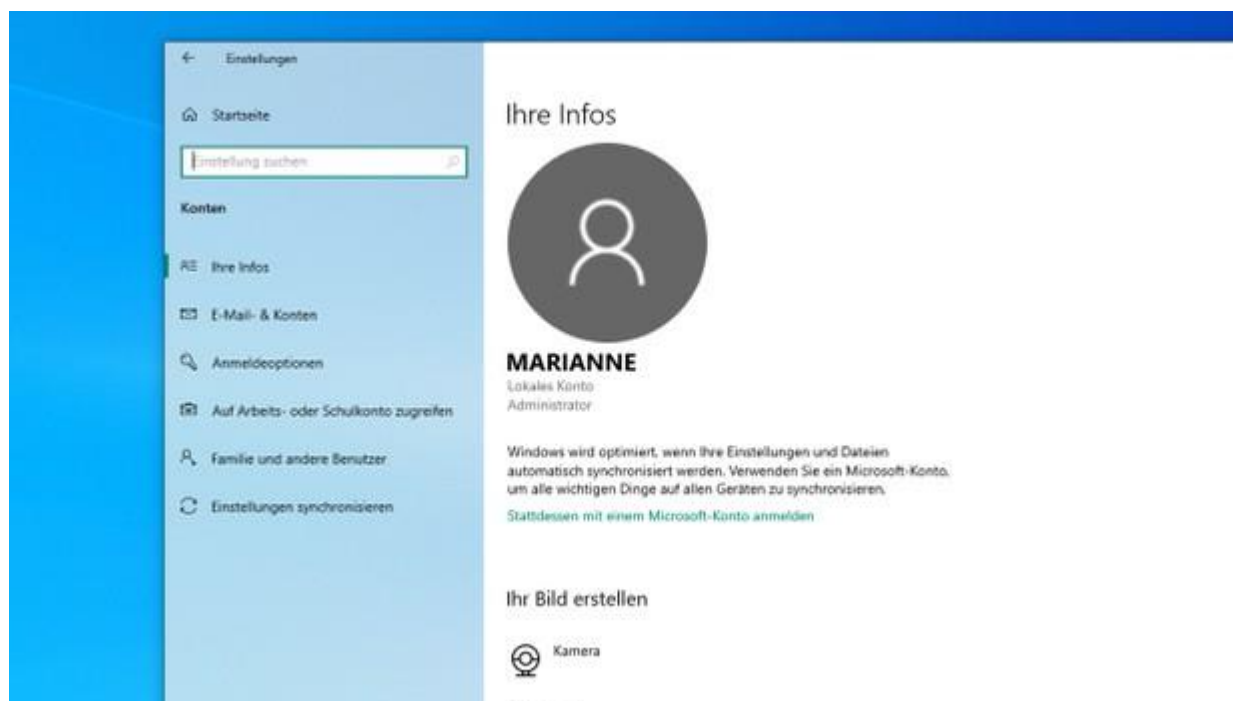 Einstellungen
Startseite
Einstellung suchen
Konten
Ihre Infos
E-Mail- & Konten
Anmeldeoptionen
Auf Arbeits- oder Schulkonto zugreifen
Familie und andere Benutzer
Einstellungen synchronisieren
Ihre Infos
MARIANNE
Lokales Konto
Administrator
Windows wird optimiert, wenn Ihre Einstellungen und Dateien
automatisch synchronisiert werden. Verwenden Sie ein Microsoft-Konto,
um alle wichtigen Dinge auf allen Geräten zu synchronisieren.
Stattdessen mit einem Microsoft-Konto anmelden
Ihr Bild erstellen
Kamera